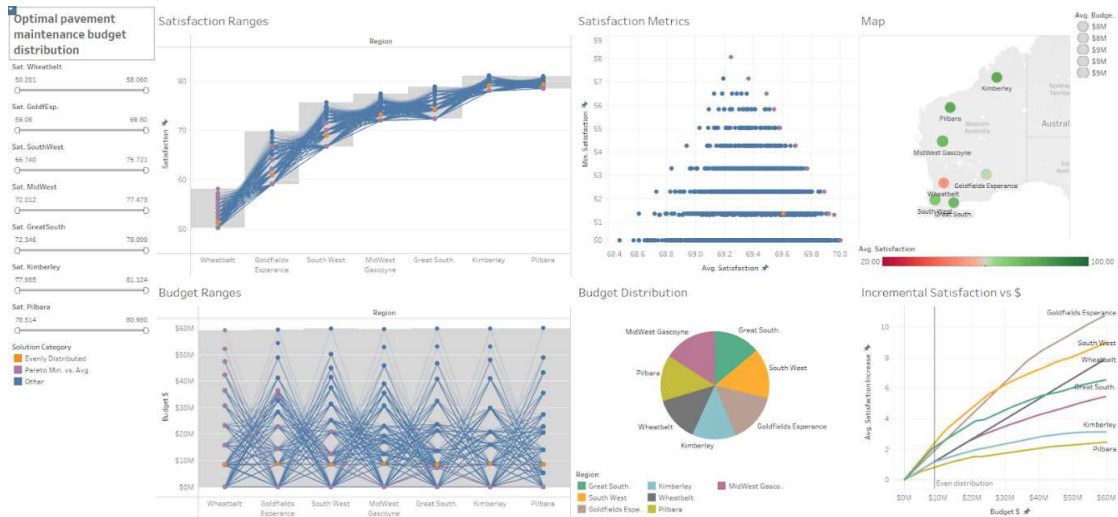 Optimal pavement
maintenance budget
distribution
Sat. Wheatbelt
50.281 58.060
Sat. GoldfEsp.
59.06 69.80
Sat. SouthWest
66.740 75.721
Sat. MidWest
72.012 77.473
Sat. GreatSouth
72.346 78.899
Sat. Kimberley
77.985 81.124
Sat. Pilbara
78.514 80.980
Solution Category
Evenly Distributed
Pareto Min. vs. Avg.
Other
Satisfaction Ranges
Region
Satisfaction
80
70
60
50
Wheatbelt
Goldfields
Esperance
South West
MidWest
Gascoyne
Great South.
Kimberley
Pilbara
Satisfaction Metrics
Min. Satisfaction
59
58
57
56
55
54
53
52
51
50
68.4 68.6 68.8 69.0 69.2 69.4 69.6 69.8 70.0
Avg. Satisfaction
Map
Kimberley
Pilbara
Western
Australia
MidWest Gascoyne
Goldfields Esperance
Wheatbelt
South West
Great South.
Northern
Territo
Australi
Avg. Satisfaction
20.00 100.00
Avg. Budge..
$8M
$8M
$9M
$9M
$9M
Budget Ranges
Region
Budget $
$60M
$50M
$40M
$30M
$20M
$10M
$0M
Wheatbelt
Goldfields
Esperance
South West
MidWest
Gascoyne
Great South.
Kimberley
Pilbara
Budget Distribution
MidWest Gascoyne
Great South.
South West
Pilbara
Wheatbelt
Kimberley
Goldfields Esperance
Region
Great South.
South West
Goldfields Espe..
Kimberley
Wheatbelt
Pilbara
MidWest Gasco..
Incremental Satisfaction vs $
Avg. Satisfaction Increase
10
8
6
4
2
0
Goldfields Esperance
South West
Wheatbelt
Great South.
Kimberley
Pilbara
Even distribution
$0M $10M $20M $30M $40M $50M $60M
Budget $